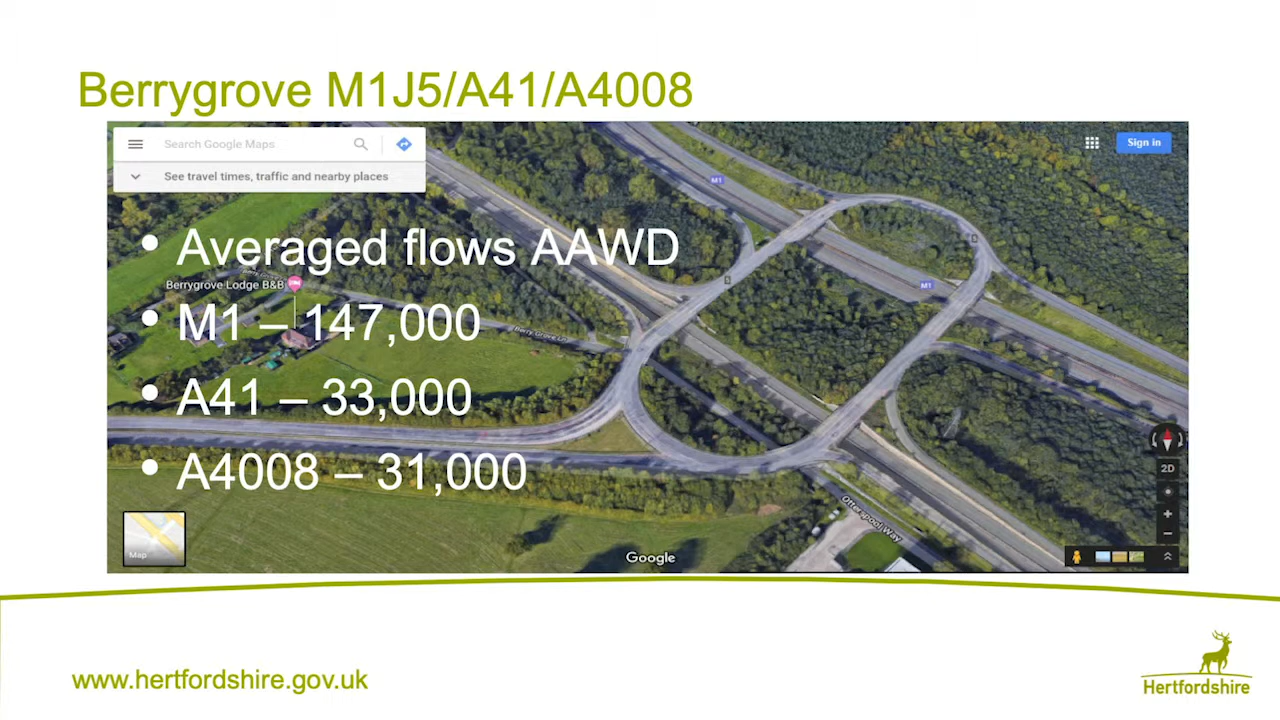 Berrygrove M1J5/A41/A4008
Search Google Maps
Sign in
See travel times, traffic and nearby places
M1
• Averaged flows AAWD
Berrygrove Lodge B&B
M1
• M1 – 147,000
• A41 – 33,000
• A4008 – 31,000
2D
Otterspool Way
Map
Google
www.hertfordshire.gov.uk
Hertfordshire